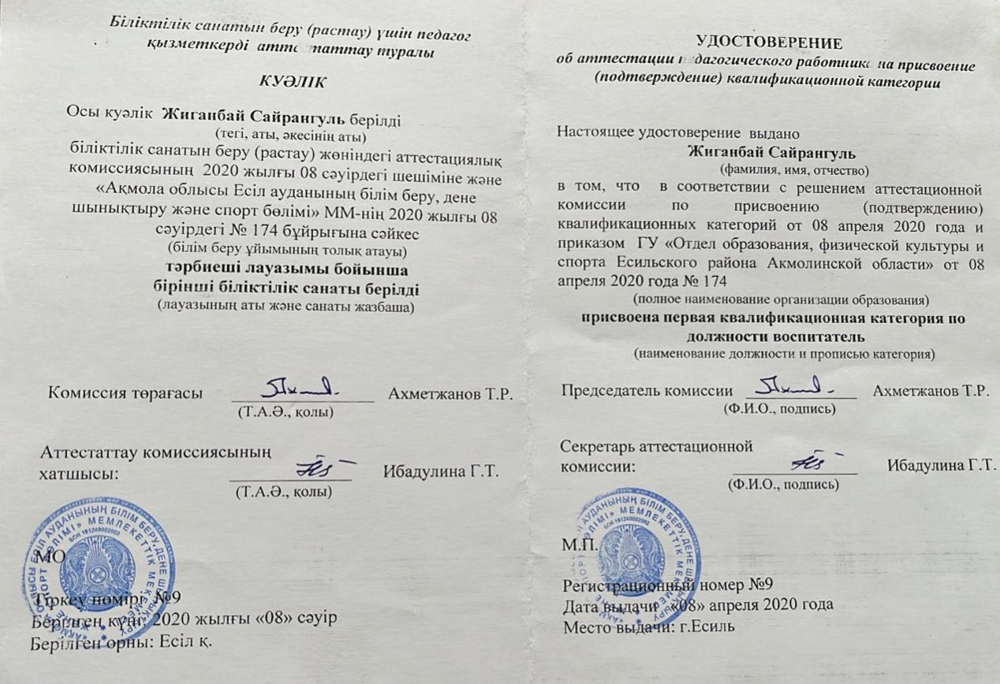 Біліктілік санатын беру (растау) үшін педагог
қызметкерді аттестаттау туралы
КУӘЛІК
Осы куәлік Жиганбай Сайрангуль берілді
(тегі, аты, әкесінің аты)
біліктілік санатын беру (растау) жөніндегі аттестациялық
комиссиясының 2020 жылғы 08 сәуірдегі шешіміне және
«Ақмола облысы Есіл ауданының білім беру, дене
шынықтыру және спорт бөлімі» ММ-нің 2020 жылғы 08
сәуірдегі № 174 бұйрығына сәйкес
(білім беру ұйымының толық атауы)
тәрбиеші лауазымы бойынша
бірінші біліктілік санаты берілді
(лауазының аты және санаты жазбаша)
Комиссия төрағасы Ахметжанов Т.Р.
(Т.А.Ә., қолы)
Аттестаттау комиссиясының
хатшысы: Ибадулина Г.Т.
(Т.А.Ә., қолы)
МО
Тіркеу нөмірі №9
Берілген күні: 2020 жылғы «08» сәуір
Берілген орны: Есіл қ.
УДОСТОВЕРЕНИЕ
об аттестации педагогического работника на присвоение
(подтверждение) квалификационной категории
Настоящее удостоверение выдано
Жиганбай Сайрангуль
(фамилия, имя, отчество)
в том, что в соответствии с решением аттестационной
комиссии по присвоению (подтверждению)
квалификационных категорий от 08 апреля 2020 года и
приказом ГУ «Отдел образования, физической культуры и
спорта Есильского района Акмолинской области» от 08
апреля 2020 года № 174
(полное наименование организации образования)
присвоена первая квалификационная категория по
должности воспитатель
(наименование должности и прописью категория)
Председатель комиссии Ахметжанов Т.Р.
(Ф.И.О., подпись)
Секретарь аттестационной
комиссии: Ибадулина Г.Т.
(Ф.И.О., подпись)
М.П.
Регистрационный номер №9
Дата выдачи «08» апреля 2020 года
Место выдачи: г.Есиль